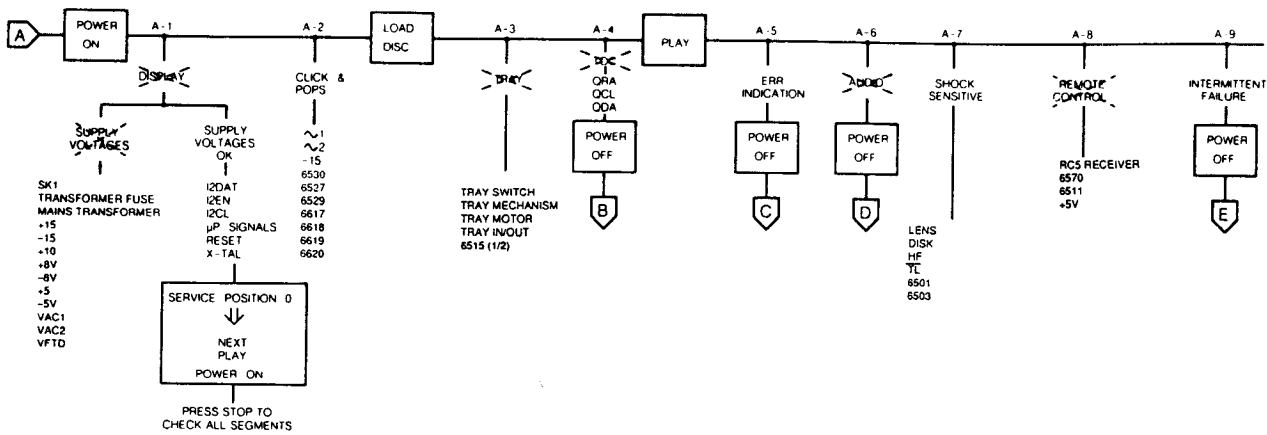 A
POWER ON
A-1
DISPLAY
SUPPLY VOLTAGES
SK1
TRANSFORMER FUSE
MAINS TRANSFORMER
+15
-15
+10
+8V
-8V
+5
-5V
VAC1
VAC2
VFTD
SUPPLY VOLTAGES OK
I2DAT
I2EN
I2CL
µP SIGNALS
RESET
X-TAL
SERVICE POSITION 0
⇓
NEXT
PLAY
POWER ON
PRESS STOP TO
CHECK ALL SEGMENTS
A-2
CLICK &
POPS
∿1
∿2
-15
6530
6527
6529
6617
6618
6619
6620
LOAD
DISC
A-3
TRAY
TRAY SWITCH
TRAY MECHANISM
TRAY MOTOR
TRAY IN/OUT
6515 (1/2)
A-4
QRA
QCL
QDA
POWER
OFF
B
PLAY
A-5
ERR
INDICATION
POWER
OFF
C
A-6
AUDIO
POWER
OFF
D
A-7
SHOCK
SENSITIVE
LENS
DISK
HF
TL
6501
6503
A-8
REMOTE
CONTROL
RC5 RECEIVER
6570
6511
+5V
A-9
INTERMITTENT
FAILURE
POWER
OFF
E